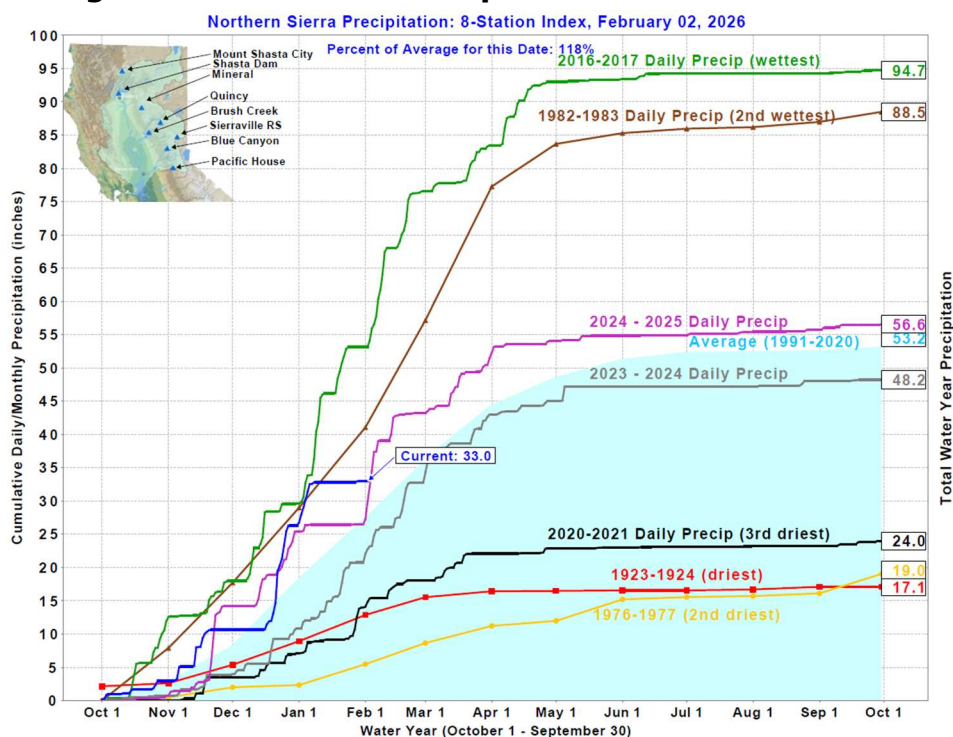 Northern Sierra Precipitation: 8-Station Index, February 02, 2026
Percent of Average for this Date: 118%
Mount Shasta City
Shasta Dam
Mineral
Quincy
Brush Creek
Sierraville RS
Blue Canyon
Pacific House
2016-2017 Daily Precip (wettest)
94.7
1982-1983 Daily Precip (2nd wettest)
88.5
2024 - 2025 Daily Precip
56.6
Average (1991-2020)
53.2
2023 - 2024 Daily Precip
48.2
Current: 33.0
2020-2021 Daily Precip (3rd driest)
24.0
1923-1924 (driest)
19.0
17.1
1976-1977 (2nd driest)
100
95
90
85
80
75
70
65
60
55
50
45
40
35
30
25
20
15
10
5
0
Cumulative Daily/Monthly Precipitation (inches)
Total Water Year Precipitation
Oct 1 Nov 1 Dec 1 Jan 1 Feb 1 Mar 1 Apr 1 May 1 Jun 1 Jul 1 Aug 1 Sep 1 Oct 1
Water Year (October 1 - September 30)